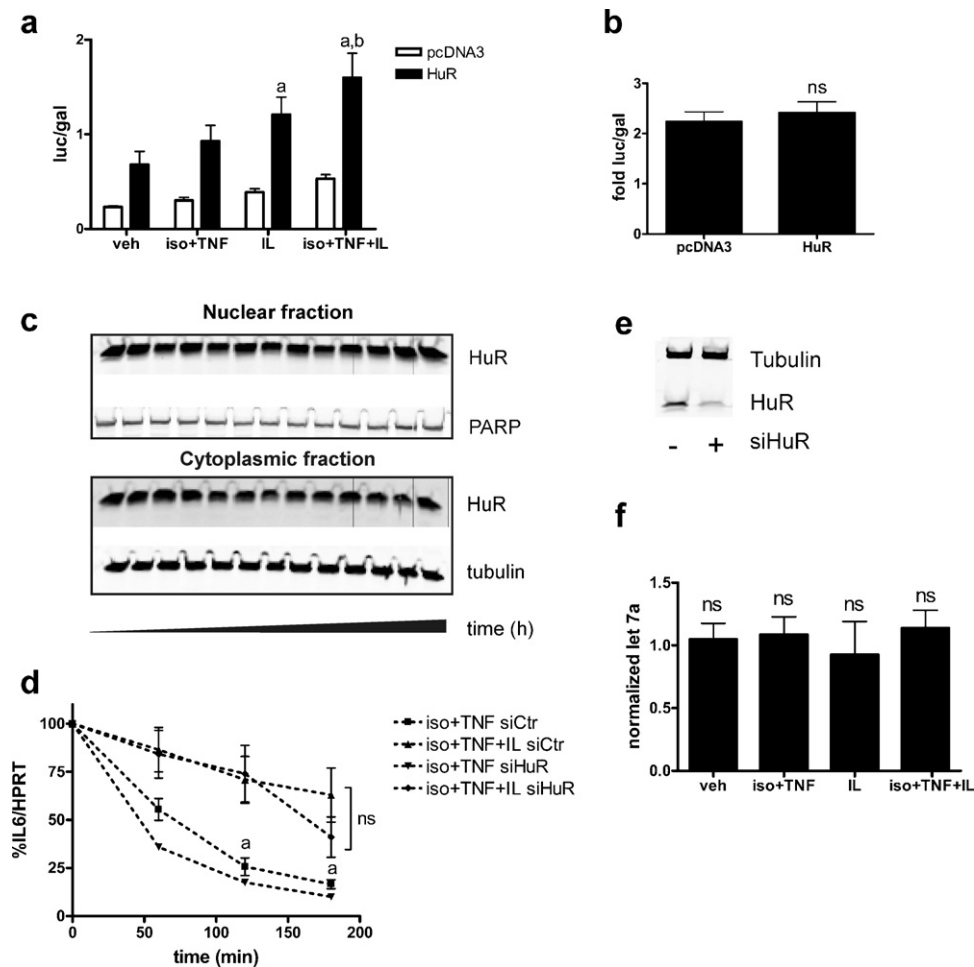 a
2
1
0
luc/gal
a
a,b
pcDNA3
HuR
veh
iso+TNF
IL
iso+TNF+IL
b
3
2
1
0
fold luc/gal
ns
pcDNA3
HuR
c
Nuclear fraction
HuR
PARP
Cytoplasmic fraction
HuR
tubulin
time (h)
e
Tubulin
HuR
- + siHuR
d
100
75
50
25
0
%IL6/HPRT
a
a
ns
0 50 100 150 200
time (min)
iso+TNF siCtr
iso+TNF+IL siCtr
iso+TNF siHuR
iso+TNF+IL siHuR
f
1.5
1.0
0.5
0.0
normalized let 7a
ns
ns
ns
ns
veh
iso+TNF
IL
iso+TNF+IL